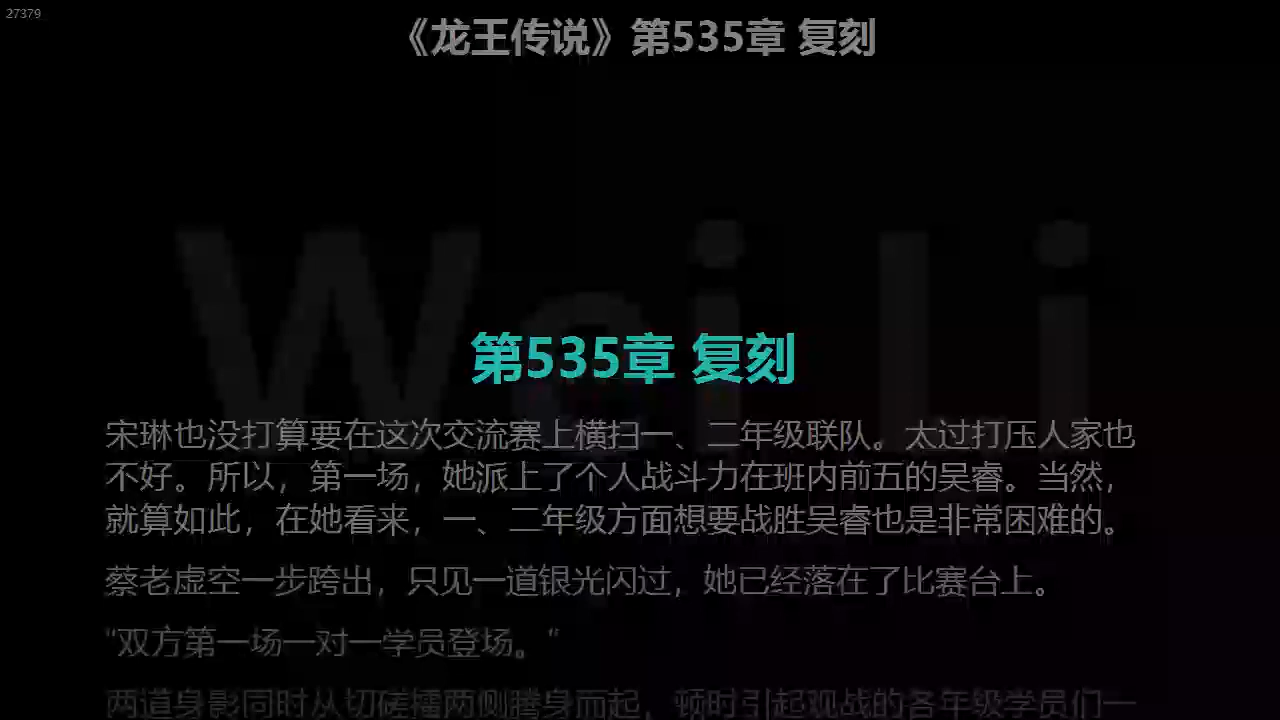 27379
《龙王传说》第535章 复刻
Wei Li
第535章 复刻
宋琳也没打算要在这次交流赛上横扫一、二年级联队。太过打压人家也
不好。所以，第一场，她派上了个人战斗力在班内前五的吴睿。当然，
就算如此，在她看来，一、二年级方面想要战胜吴睿也是非常困难的。
蔡老虚空一步跨出，只见一道银光闪过，她已经落在了比赛台上。
“双方第一场一对一学员登场。”
两道身影同时从切磋擂两侧腾身而起，顿时引起观战的各年级学员们一